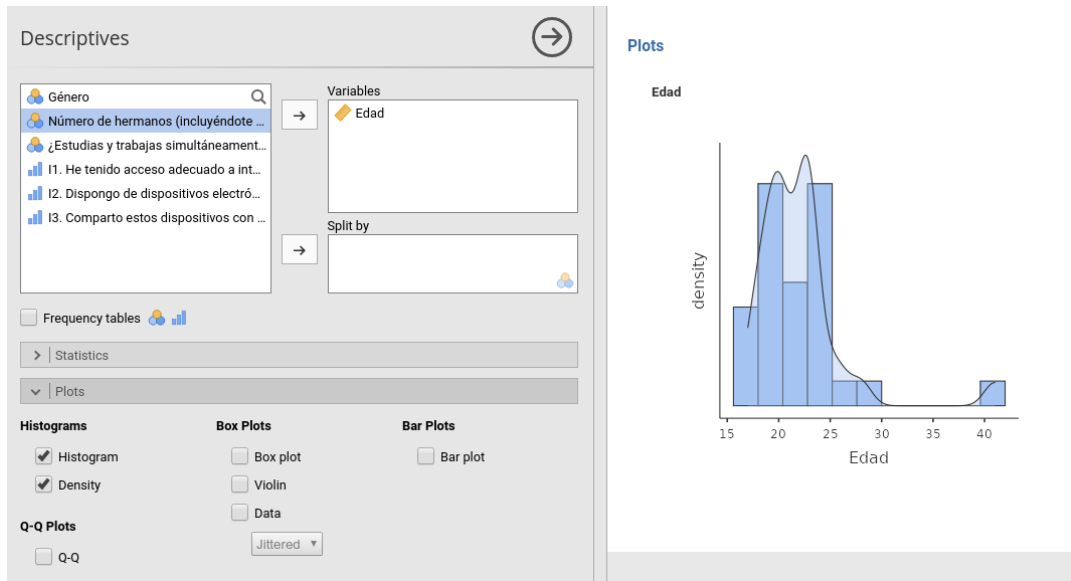 Descriptives
Género
Número de hermanos (incluyéndote ...
¿Estudias y trabajas simultáneament...
I1. He tenido acceso adecuado a int...
I2. Dispongo de dispositivos electró...
I3. Comparto estos dispositivos con ...
Variables
Edad
Split by
Frequency tables
Statistics
Plots
Histograms
Histogram
Density
Q-Q Plots
Q-Q
Box Plots
Box plot
Violin
Data
Jittered
Bar Plots
Bar plot
Plots
Edad
density
15 20 25 30 35 40
Edad